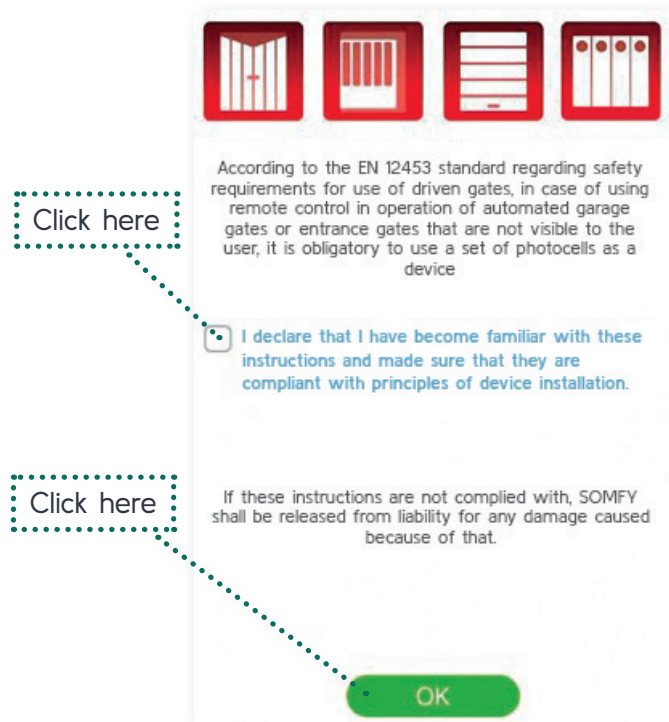 According to the EN 12453 standard regarding safety
requirements for use of driven gates, in case of using
remote control in operation of automated garage
gates or entrance gates that are not visible to the
user, it is obligatory to use a set of photocells as a
device
Click here
I declare that I have become familiar with these
instructions and made sure that they are
compliant with principles of device installation.
Click here
If these instructions are not complied with, SOMFY
shall be released from liability for any damage caused
because of that.
OK